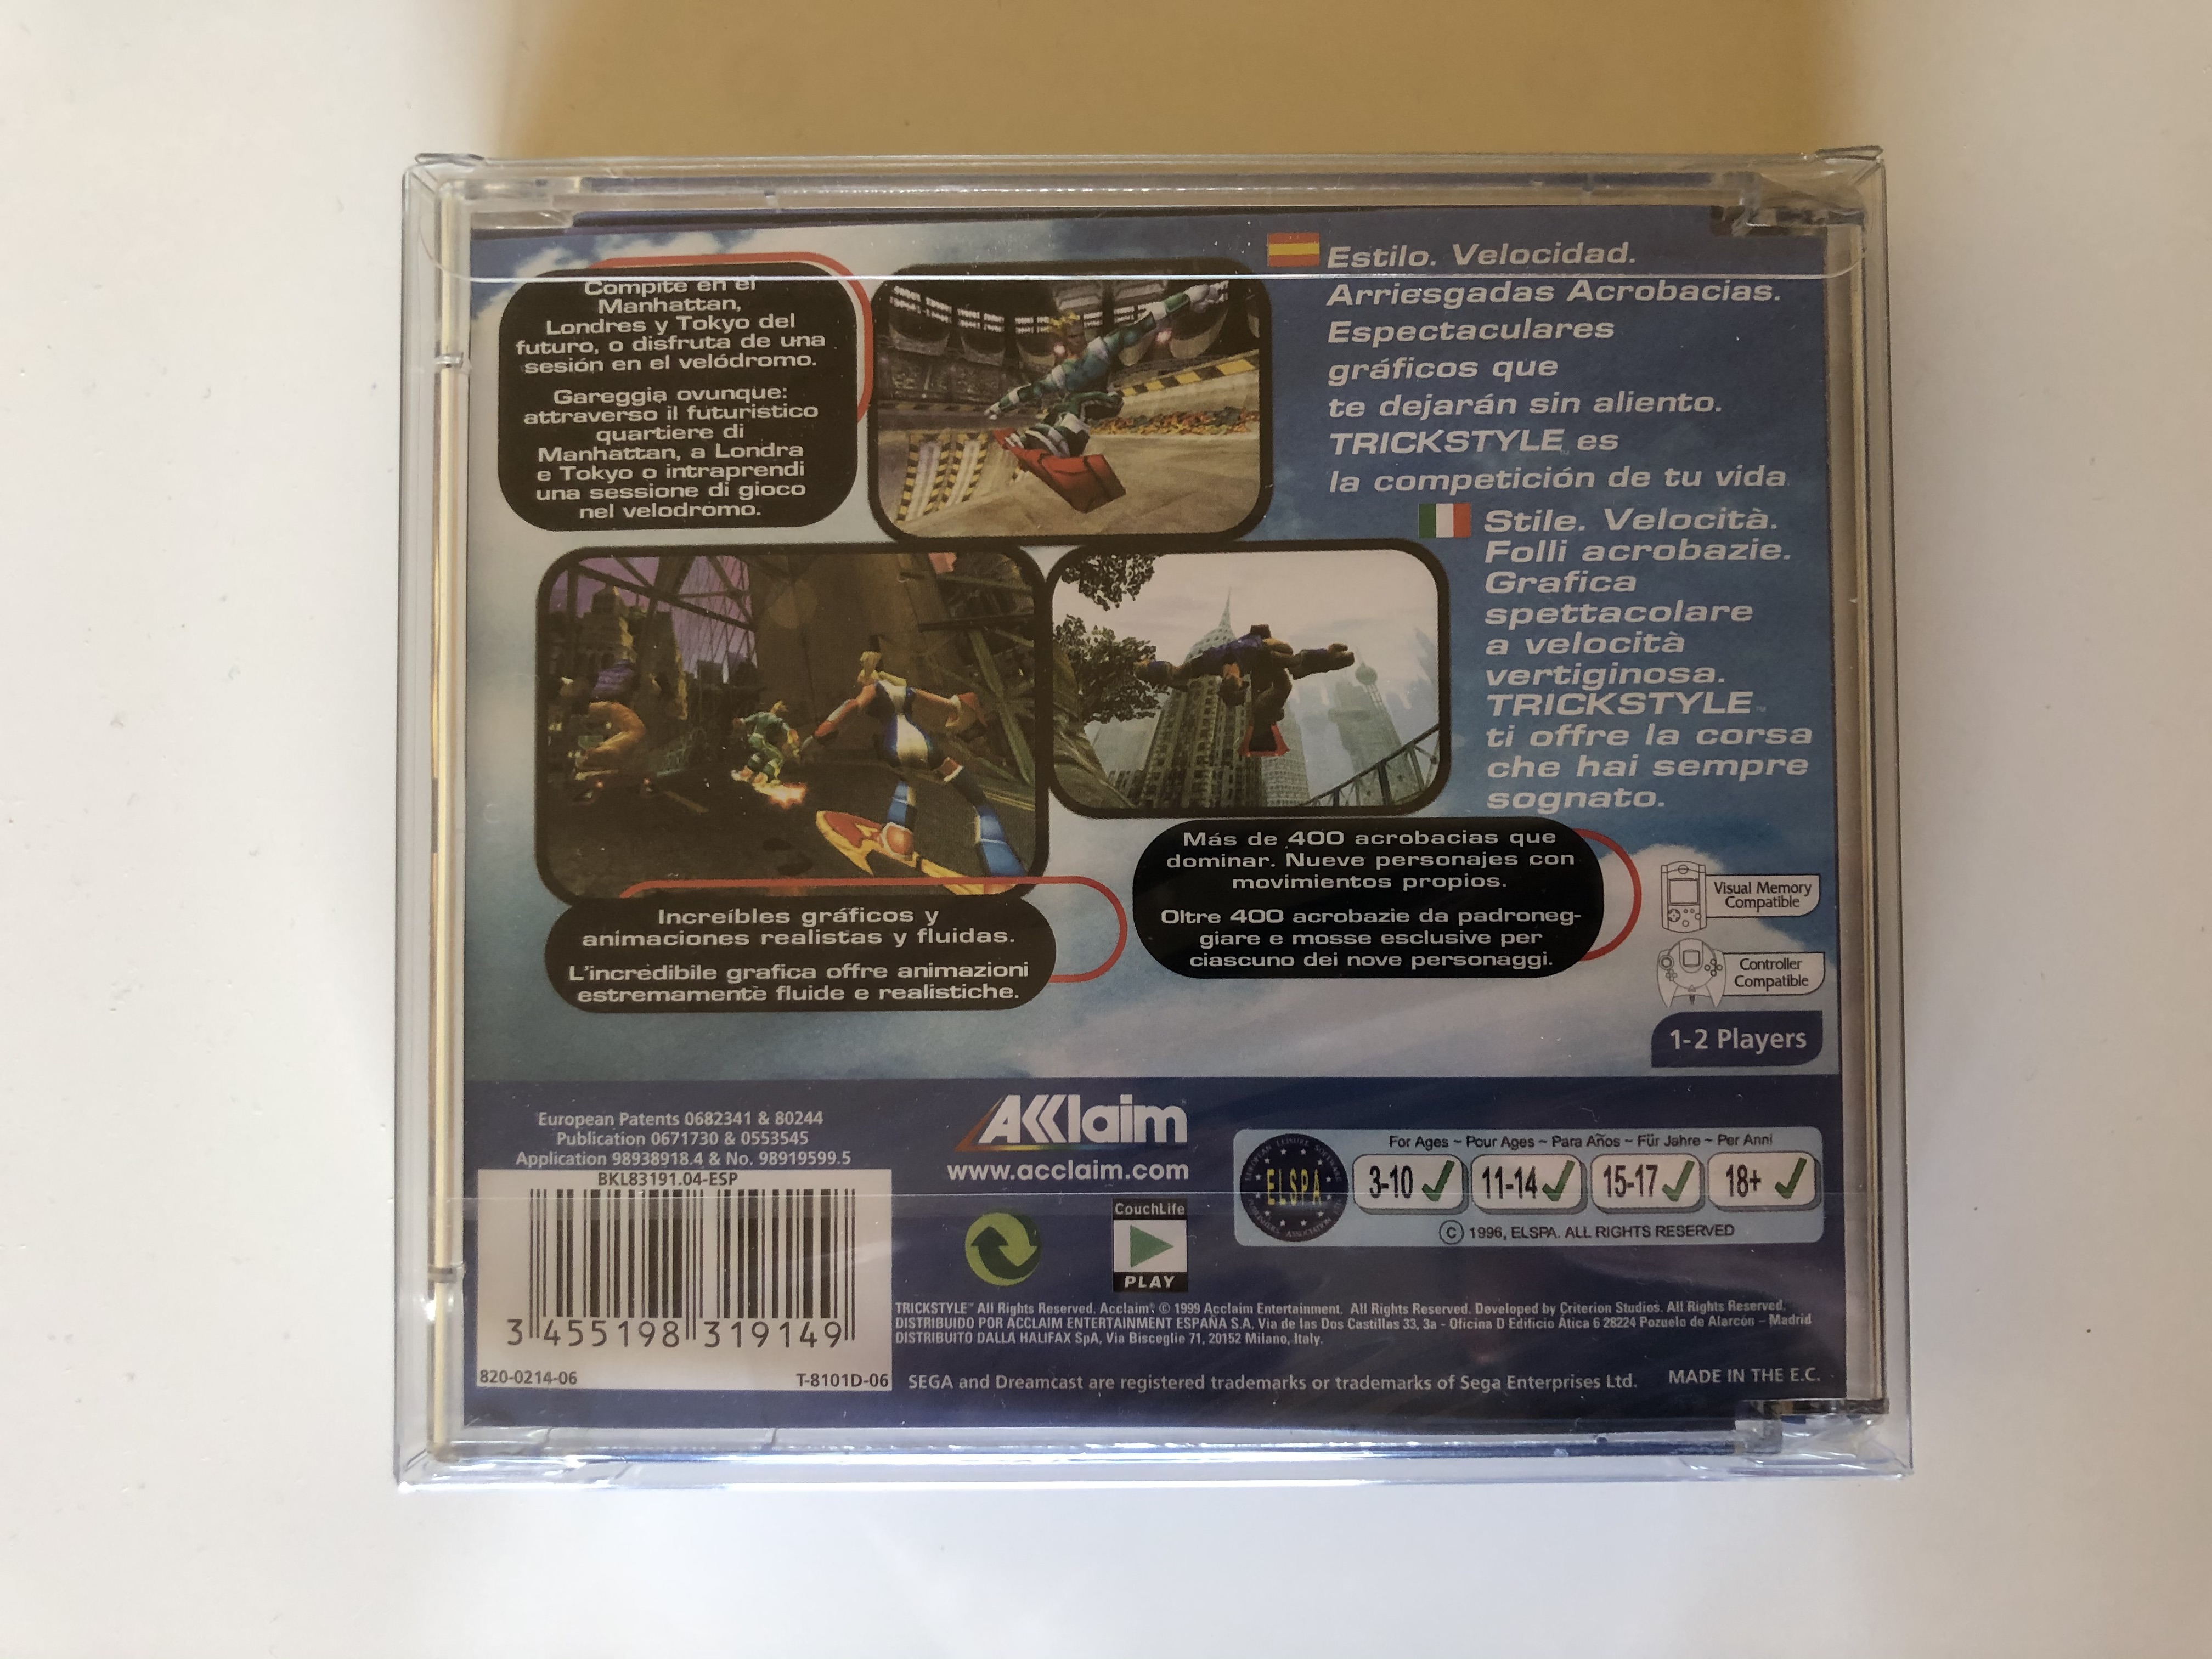 Compite en el
Manhattan,
Londres y Tokyo del
futuro, o disfruta de una
sesión en el velódromo.
Gareggia ovunque:
attraverso il futuristico
quartiere di
Manhattan, a Londra
e Tokyo o intraprendi
una sessione di gioco
nel velodromo.
Estilo. Velocidad.
Arriesgadas Acrobacias.
Espectaculares
gráficos que
te dejarán sin aliento.
TRICKSTYLE™ es
la competición de tu vida
Stile. Velocità.
Folli acrobazie.
Grafica
spettacolare
a velocità
vertiginosa.
TRICKSTYLE™
ti offre la corsa
che hai sempre
sognato.
Increíbles gráficos y
animaciones realistas y fluidas.
L'incredibile grafica offre animazioni
estremamente fluide e realistiche.
Más de 400 acrobacias que
dominar. Nueve personajes con
movimientos propios.
Oltre 400 acrobazie da padroneg-
giare e mosse esclusive per
ciascuno dei nove personaggi.
Visual Memory
Compatible
Controller
Compatible
1-2 Players
European Patents 0682341 & 80244
Publication 0671730 & 0553545
Application 98938918.4 & No. 98919599.5
BKL83191.04-ESP
3 455198 319149
820-0214-06
T-8101D-06
AKKlaim
www.acclaim.com
CouchLife
PLAY
ELSPA
For Ages ~ Pour Ages ~ Para Años ~ Für Jahre ~ Per Anni
3-10
11-14
15-17
18+
© 1996, ELSPA. ALL RIGHTS RESERVED
TRICKSTYLE™ All Rights Reserved. Acclaim® © 1999 Acclaim Entertainment. All Rights Reserved. Developed by Criterion Studios. All Rights Reserved.
DISTRIBUIDO POR ACCLAIM ENTERTAINMENT ESPAÑA S.A, Via de las Dos Castillas 33, 3a - Oficina D Edificio Ática 6 28224 Pozuelo de Alarcón – Madrid
DISTRIBUITO DALLA HALIFAX SpA, Via Bisceglie 71, 20152 Milano, Italy.
SEGA and Dreamcast are registered trademarks or trademarks of Sega Enterprises Ltd.
MADE IN THE E.C.